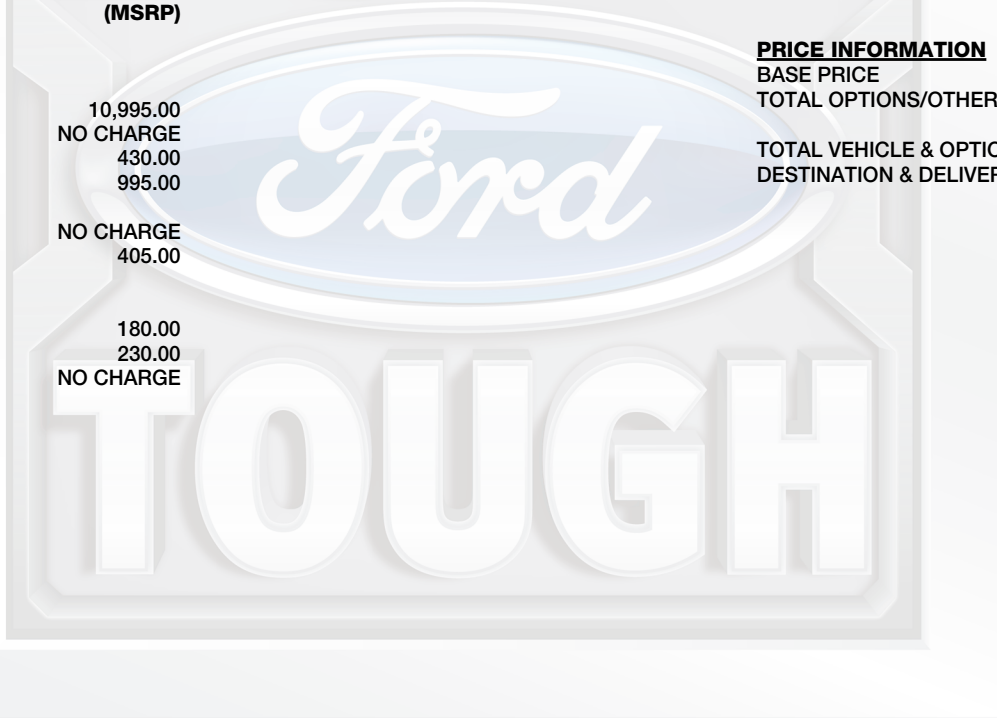 (MSRP)
10,995.00
NO CHARGE
430.00
995.00
NO CHARGE
405.00
180.00
230.00
NO CHARGE
PRICE INFORMATION
BASE PRICE
TOTAL OPTIONS/OTHER
TOTAL VEHICLE & OPTIO
DESTINATION & DELIVER
Ford
TOUGH